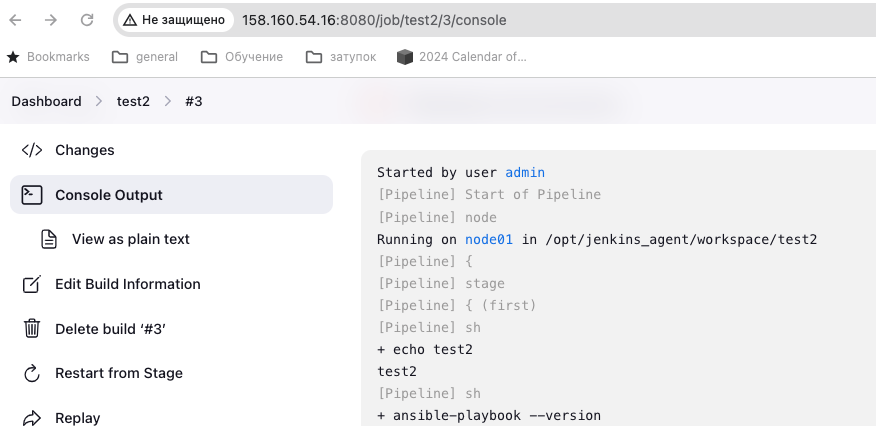 Не защищено 158.160.54.16:8080/job/test2/3/console
Bookmarks general Обучение затупок 2024 Calendar of...
Dashboard test2 #3
Changes
Console Output
View as plain text
Edit Build Information
Delete build ‘#3’
Restart from Stage
Replay
Started by user admin
[Pipeline] Start of Pipeline
[Pipeline] node
Running on node01 in /opt/jenkins_agent/workspace/test2
[Pipeline] {
[Pipeline] stage
[Pipeline] { (first)
[Pipeline] sh
+ echo test2
test2
[Pipeline] sh
+ ansible-playbook --version